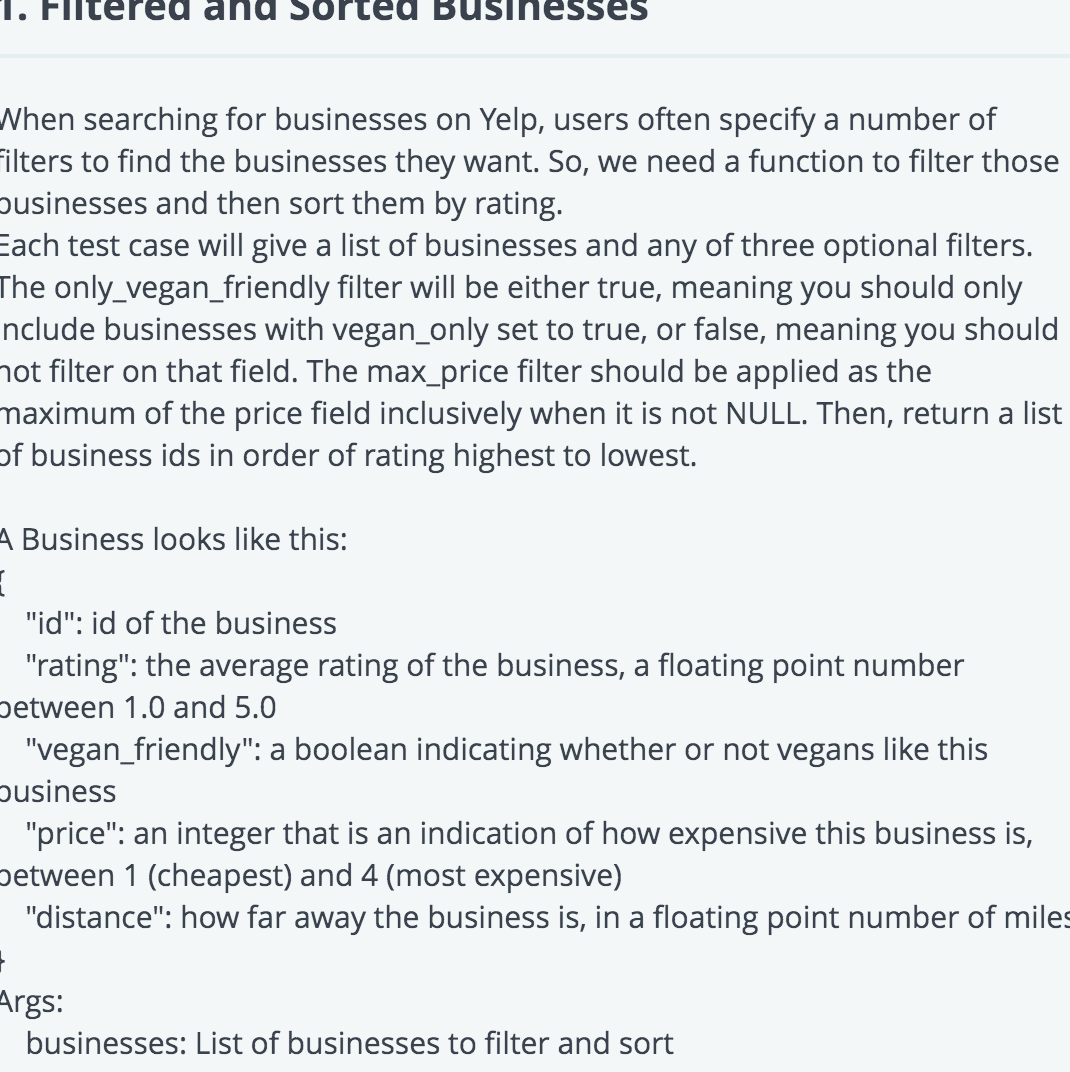 1. Filtered and Sorted Businesses
When searching for businesses on Yelp, users often specify a number of
filters to find the businesses they want. So, we need a function to filter those
businesses and then sort them by rating.
Each test case will give a list of businesses and any of three optional filters.
The only_vegan_friendly filter will be either true, meaning you should only
include businesses with vegan_only set to true, or false, meaning you should
not filter on that field. The max_price filter should be applied as the
maximum of the price field inclusively when it is not NULL. Then, return a list
of business ids in order of rating highest to lowest.
A Business looks like this:
{
"id": id of the business
"rating": the average rating of the business, a floating point number
between 1.0 and 5.0
"vegan_friendly": a boolean indicating whether or not vegans like this
business
"price": an integer that is an indication of how expensive this business is,
between 1 (cheapest) and 4 (most expensive)
"distance": how far away the business is, in a floating point number of miles
}
Args:
businesses: List of businesses to filter and sort